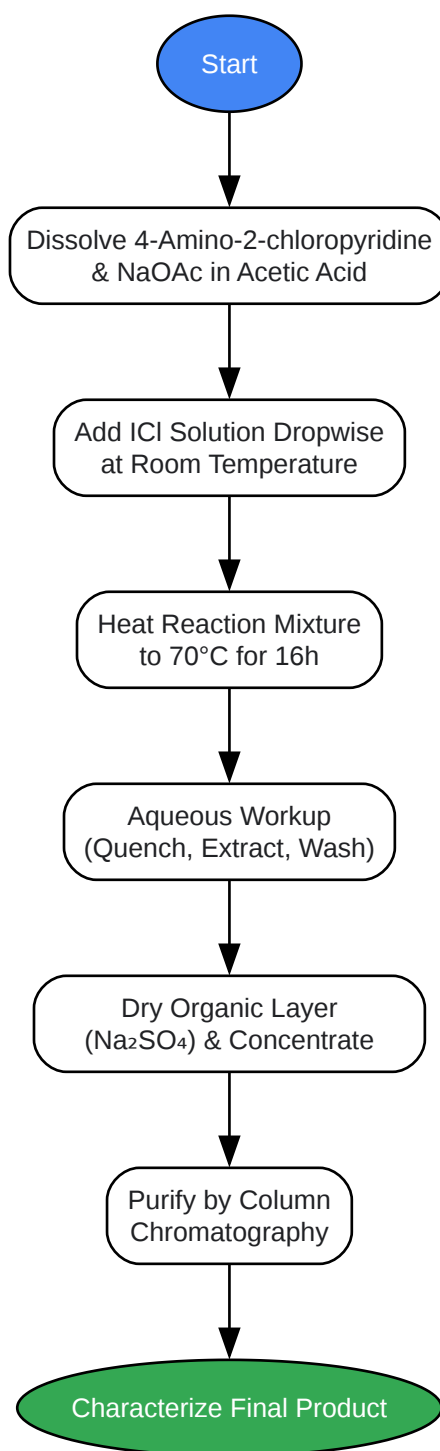 Start
Dissolve 4-Amino-2-chloropyridine
& NaOAc in Acetic Acid
Add ICl Solution Dropwise
at Room Temperature
Heat Reaction Mixture
to 70°C for 16h
Aqueous Workup
(Quench, Extract, Wash)
Dry Organic Layer
(Na₂SO₄) & Concentrate
Purify by Column
Chromatography
Characterize Final Product